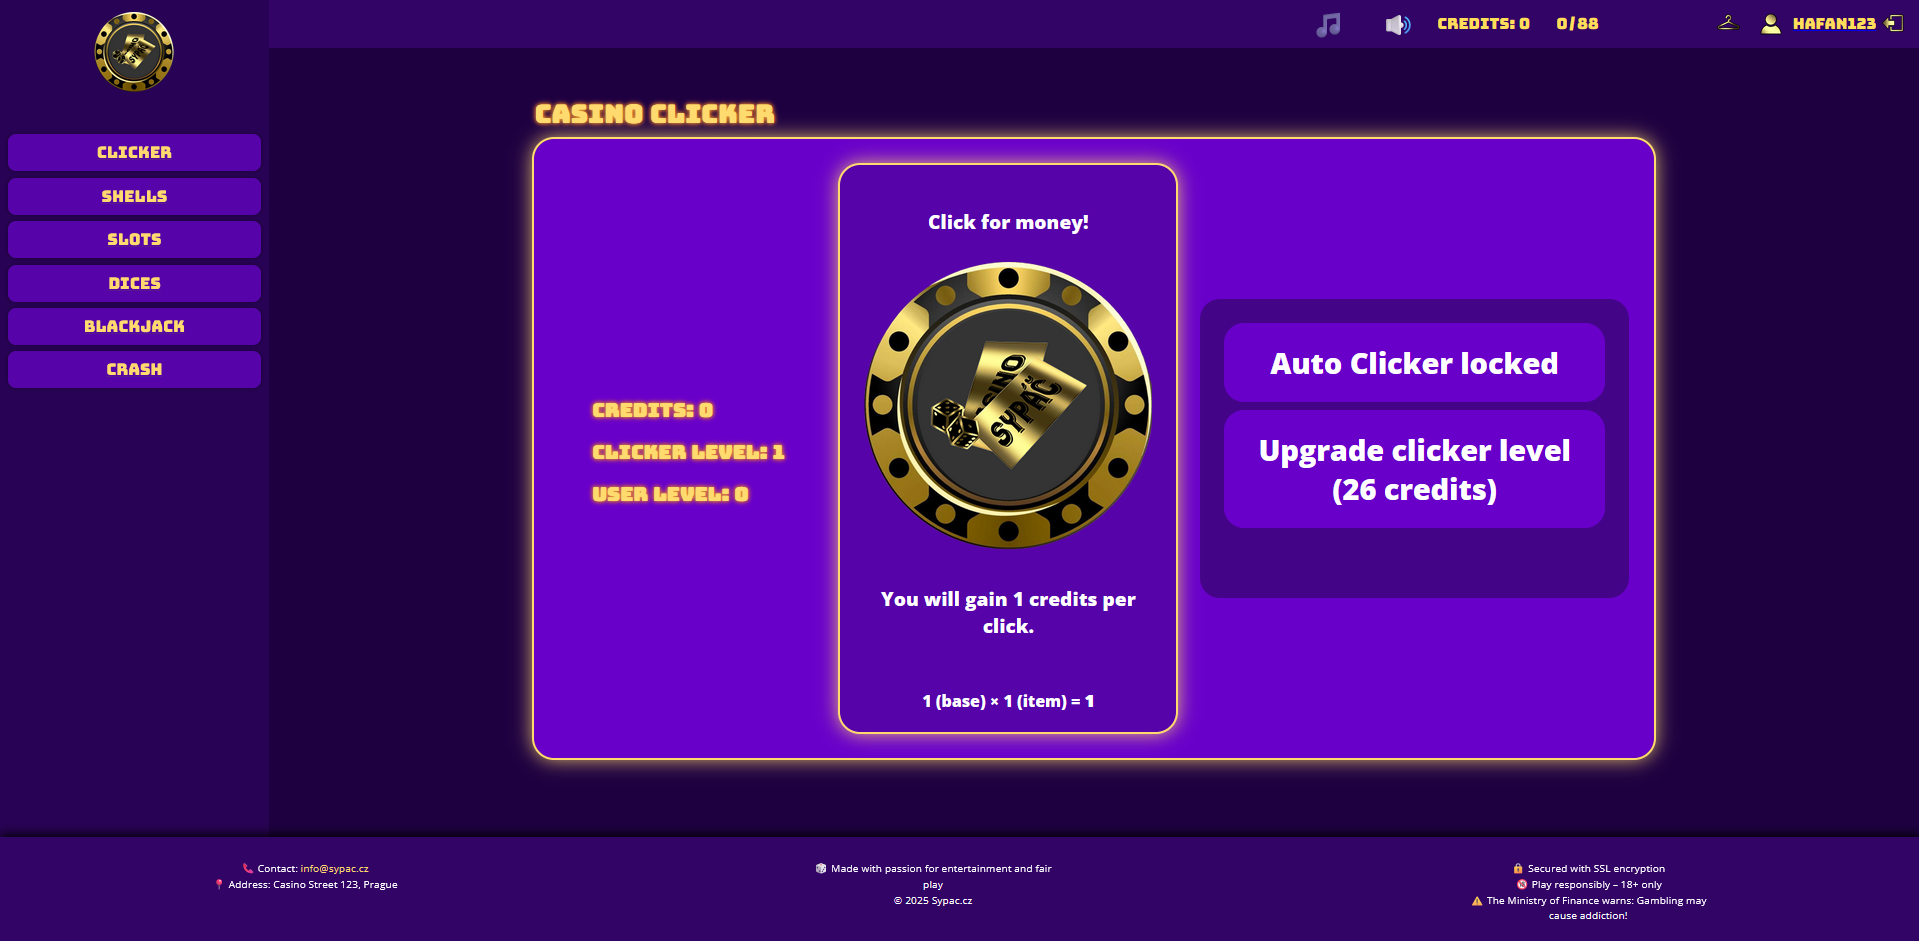 CREDITS: 0 0/88 HAFAN123
CLICKER
SHELLS
SLOTS
DICES
BLACKJACK
CRASH
CASINO CLICKER
CREDITS: 0
CLICKER LEVEL: 1
USER LEVEL: 0
Click for money!
SYPAČ
You will gain 1 credits per
click.
1 (base) × 1 (item) = 1
Auto Clicker locked
Upgrade clicker level
(26 credits)
Contact: info@sypac.cz
Address: Casino Street 123, Prague
Made with passion for entertainment and fair
play
© 2025 Sypac.cz
Secured with SSL encryption
Play responsibly – 18+ only
The Ministry of Finance warns: Gambling may
cause addiction!